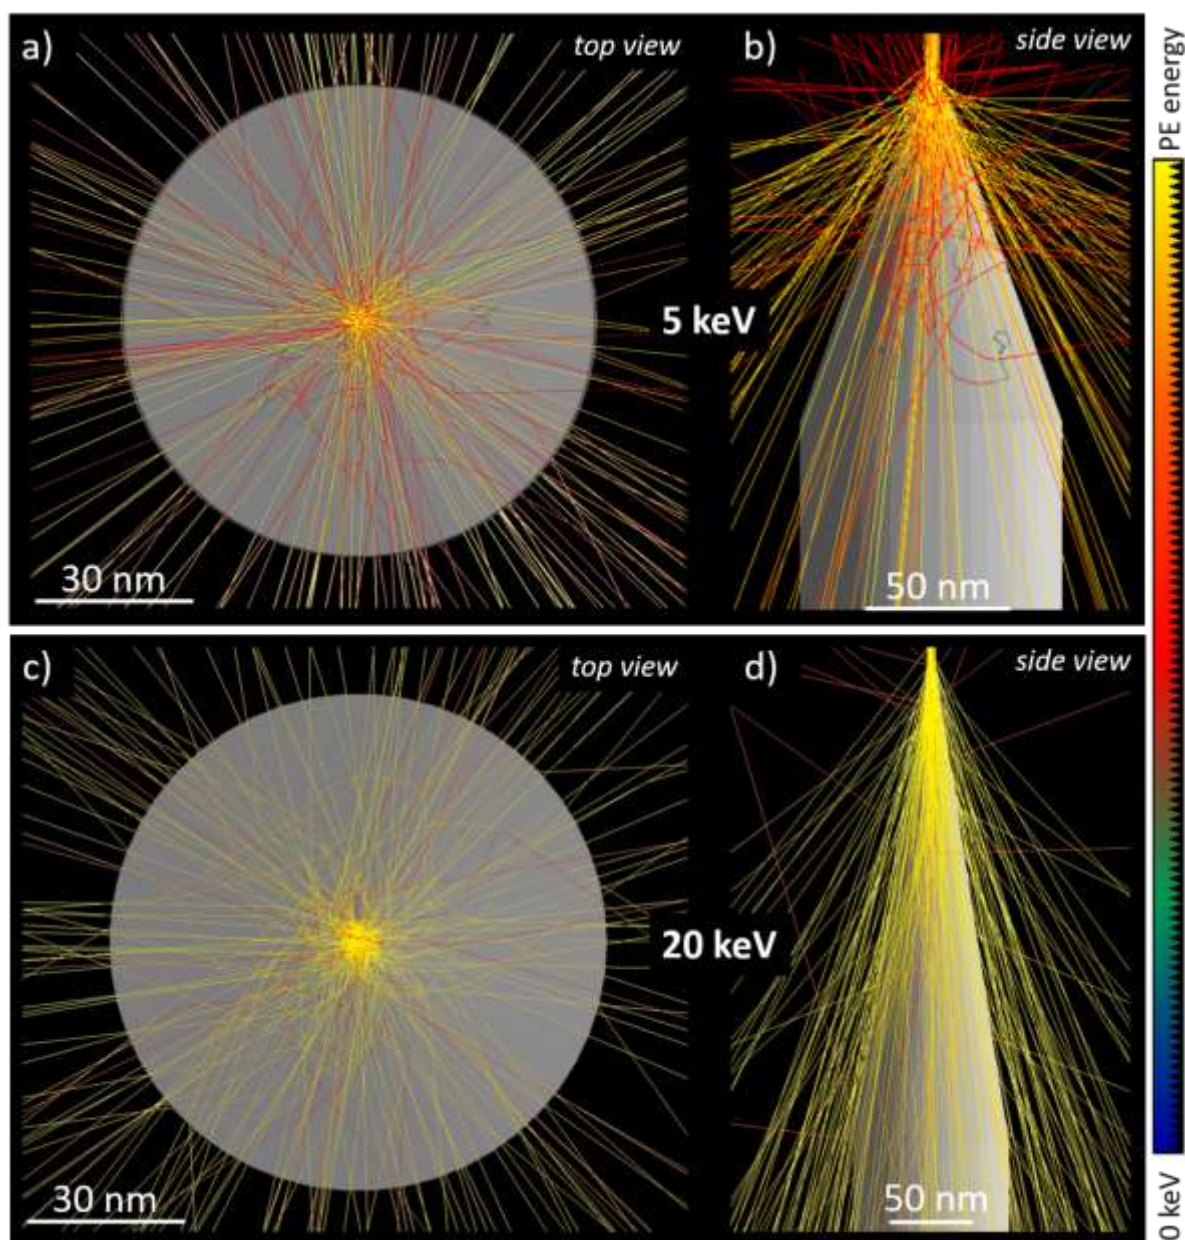 a)
top view
b)
side view
PE energy
5 keV
30 nm
50 nm
c)
top view
d)
side view
20 keV
30 nm
50 nm
0 keV